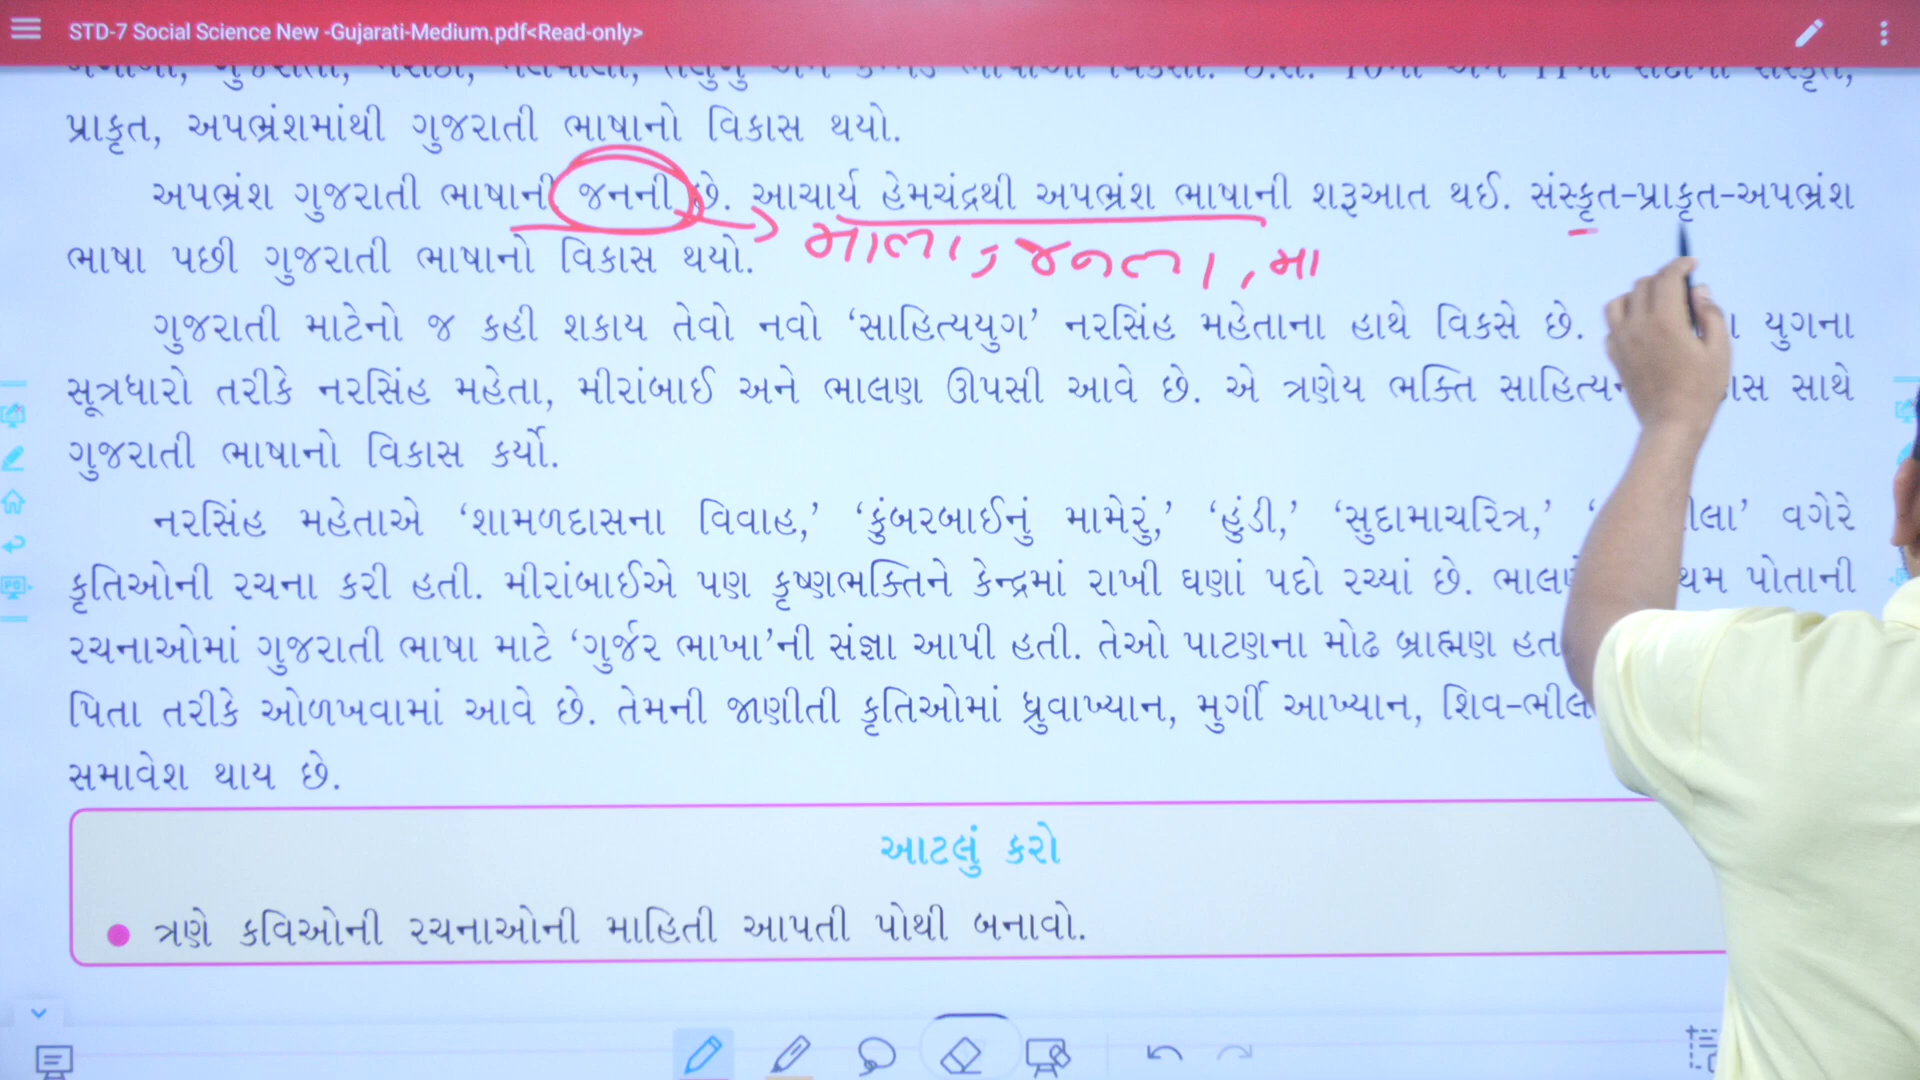 STD-7 Social Science New -Gujarati-Medium.pdf<Read-only>
પ્રાકૃત, અપભ્રંશમાંથી ગુજરાતી ભાષાનો વિકાસ થયો.
અપભ્રંશ ગુજરાતી ભાષાની જનની છે. આચાર્ય હેમચંદ્રથી અપભ્રંશ ભાષાની શરૂઆત થઈ. સંસ્કૃત-પ્રાકૃત-અપભ્રંશ
ભાષા પછી ગુજરાતી ભાષાનો વિકાસ થયો.
માતા, જનતા, મા
ગુજરાતી માટેનો જ કહી શકાય તેવો નવો ‘સાહિત્યયુગ’ નરસિંહ મહેતાના હાથે વિકસે છે. યુગના
સૂત્રધારો તરીકે નરસિંહ મહેતા, મીરાંબાઈ અને ભાલણ ઊપસી આવે છે. એ ત્રણેય ભક્તિ સાહિત્ય સાથે
ગુજરાતી ભાષાનો વિકાસ કર્યો.
નરસિંહ મહેતાએ ‘શામળદાસના વિવાહ,’ ‘કુંબરબાઈનું મામેરું,’ ‘હુંડી,’ ‘સુદામાચરિત્ર,’ ‘ વગેરે
કૃતિઓની રચના કરી હતી. મીરાંબાઈએ પણ કૃષ્ણભક્તિને કેન્દ્રમાં રાખી ઘણાં પદો રચ્યાં છે. પોતાની
રચનાઓમાં ગુજરાતી ભાષા માટે ‘ગુર્જર ભાખા’ની સંજ્ઞા આપી હતી. તેઓ પાટણના મોઢ બ્રાહ્મણ
પિતા તરીકે ઓળખવામાં આવે છે. તેમની જાણીતી કૃતિઓમાં ધ્રુવાખ્યાન, મુર્ગી આખ્યાન,
સમાવેશ થાય છે.
આટલું કરો
● ત્રણે કવિઓની રચનાઓની માહિતી આપતી પોથી બનાવો.